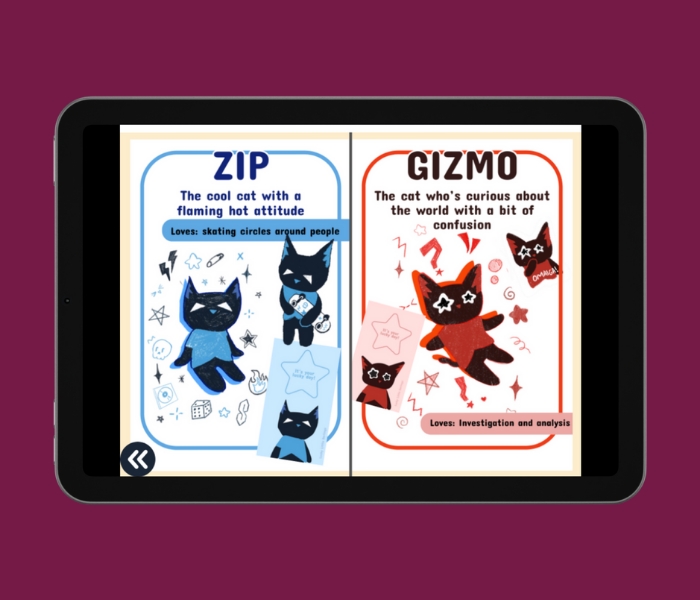 ZIP
The cool cat with a
flaming hot attitude
Loves: skating circles around people
GIZMO
The cat who's curious about
the world with a bit of
confusion
Loves: Investigation and analysis